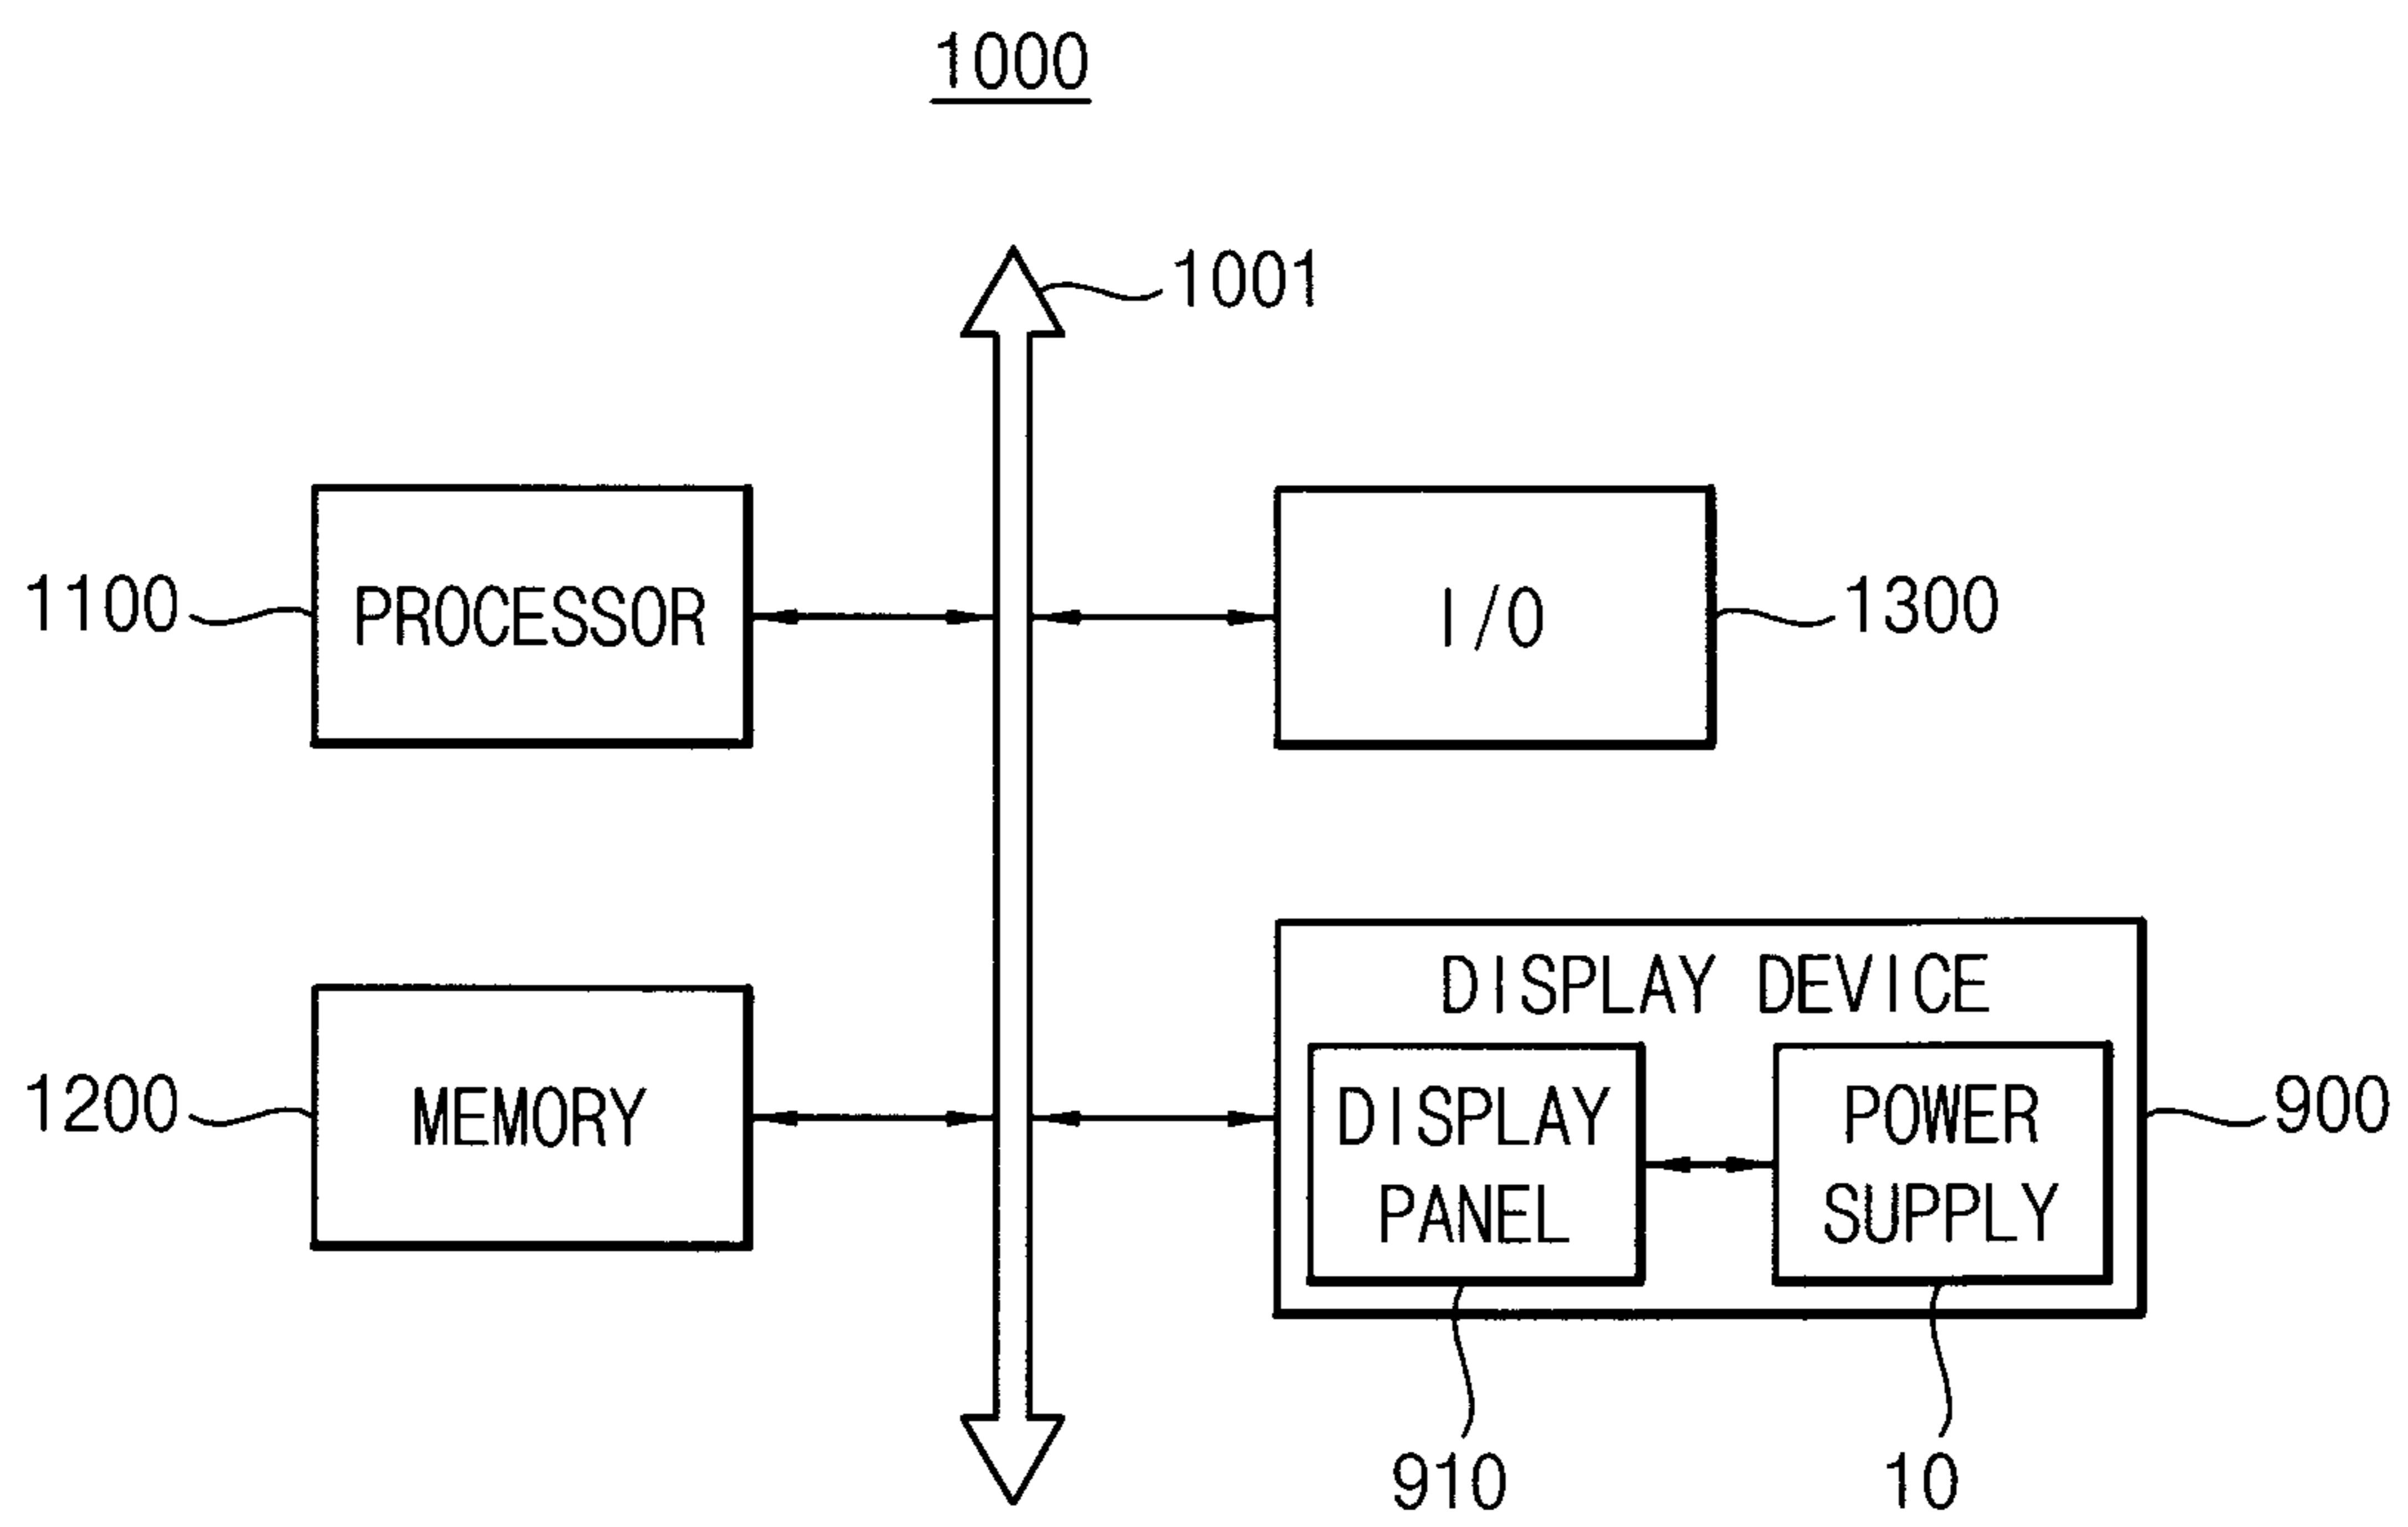 1000
1001
1100
PROCESSOR
I/O
1300
DISPLAY DEVICE
1200
MEMORY
DISPLAY
PANEL
POWER
SUPPLY
900
910
10